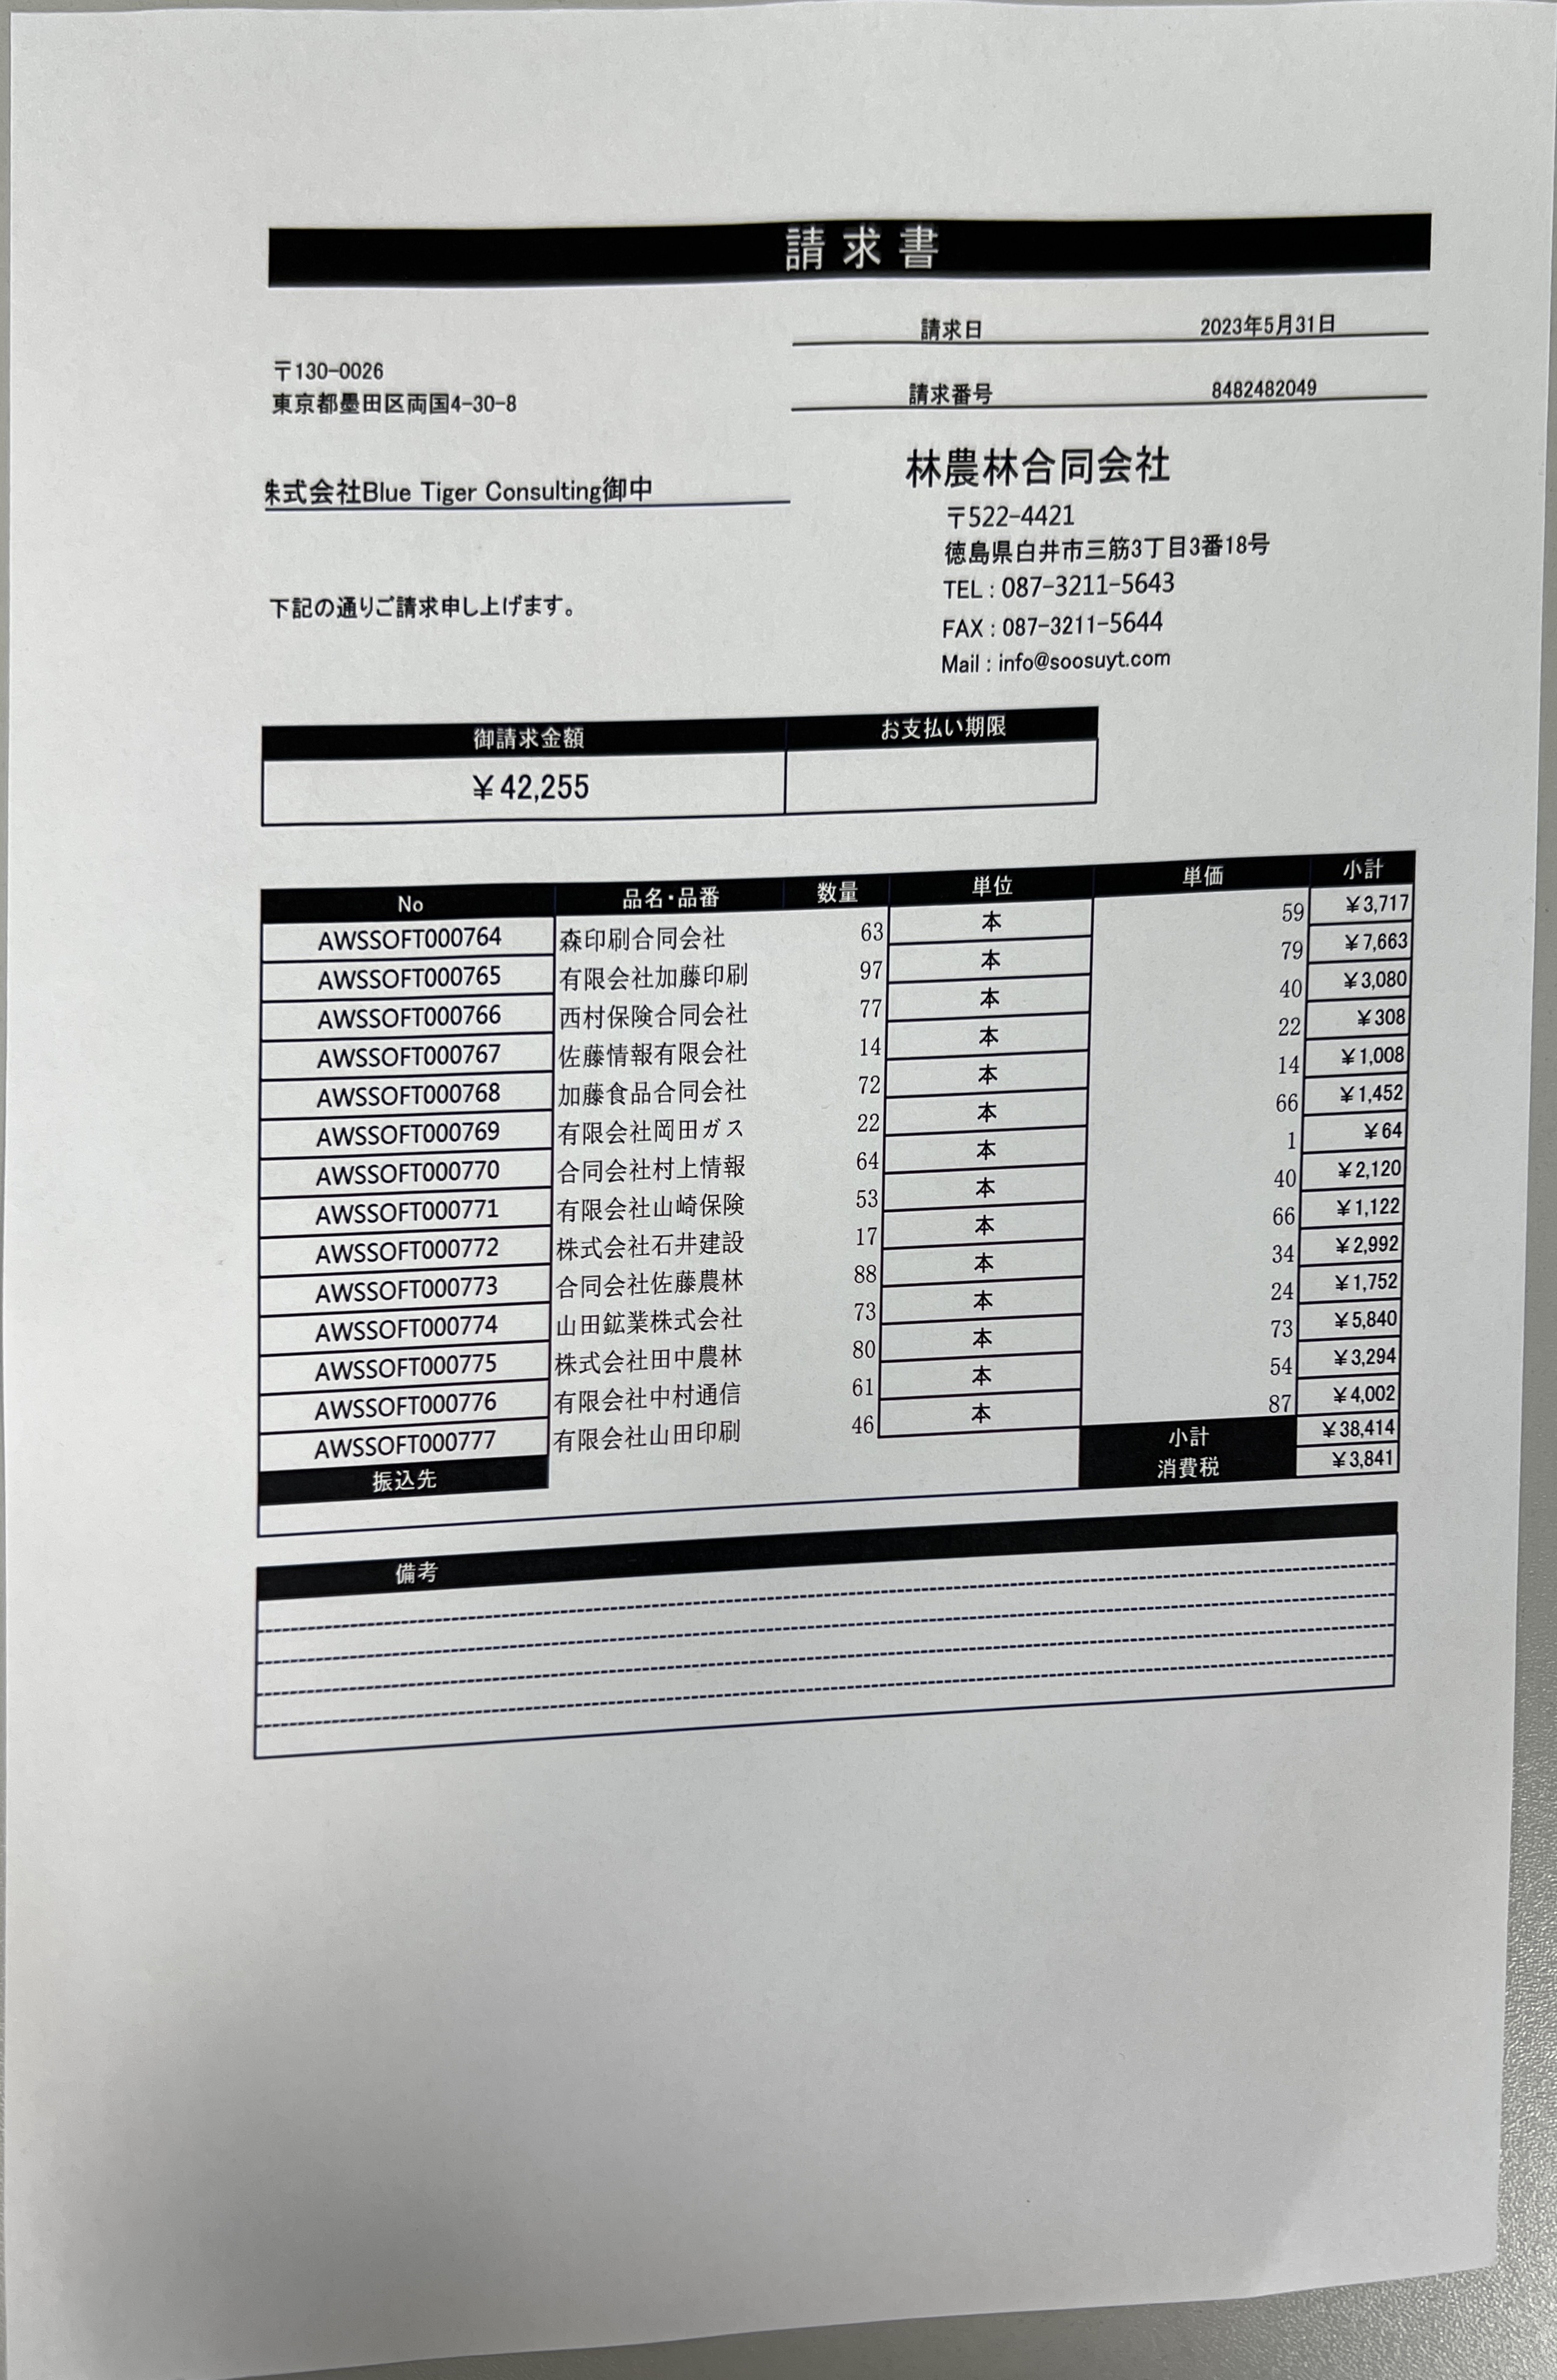 請求書
請求日 2023年5月31日
〒130-0026
東京都墨田区両国4-30-8
請求番号 8482482049
株式会社Blue Tiger Consulting御中
林農林合同会社
〒522-4421
徳島県白井市三筋3丁目3番18号
TEL : 087-3211-5643
FAX : 087-3211-5644
Mail : info@soosuyt.com
下記の通りご請求申し上げます。
御請求金額 お支払い期限
￥42,255
No 品名・品番 数量 単位 単価 小計
AWSSOFT000764 森印刷合同会社 63 本 59 ￥3,717
AWSSOFT000765 有限会社加藤印刷 97 本 79 ￥7,663
AWSSOFT000766 西村保険合同会社 77 本 40 ￥3,080
AWSSOFT000767 佐藤情報有限会社 14 本 22 ￥308
AWSSOFT000768 加藤食品合同会社 72 本 14 ￥1,008
AWSSOFT000769 有限会社岡田ガス 22 本 66 ￥1,452
AWSSOFT000770 合同会社村上情報 64 本 1 ￥64
AWSSOFT000771 有限会社山崎保険 53 本 40 ￥2,120
AWSSOFT000772 株式会社石井建設 17 本 66 ￥1,122
AWSSOFT000773 合同会社佐藤農林 88 本 34 ￥2,992
AWSSOFT000774 山田鉱業株式会社 73 本 24 ￥1,752
AWSSOFT000775 株式会社田中農林 80 本 73 ￥5,840
AWSSOFT000776 有限会社中村通信 61 本 54 ￥3,294
AWSSOFT000777 有限会社山田印刷 46 本 87 ￥4,002
小計 ￥38,414
振込先 消費税 ￥3,841
備考